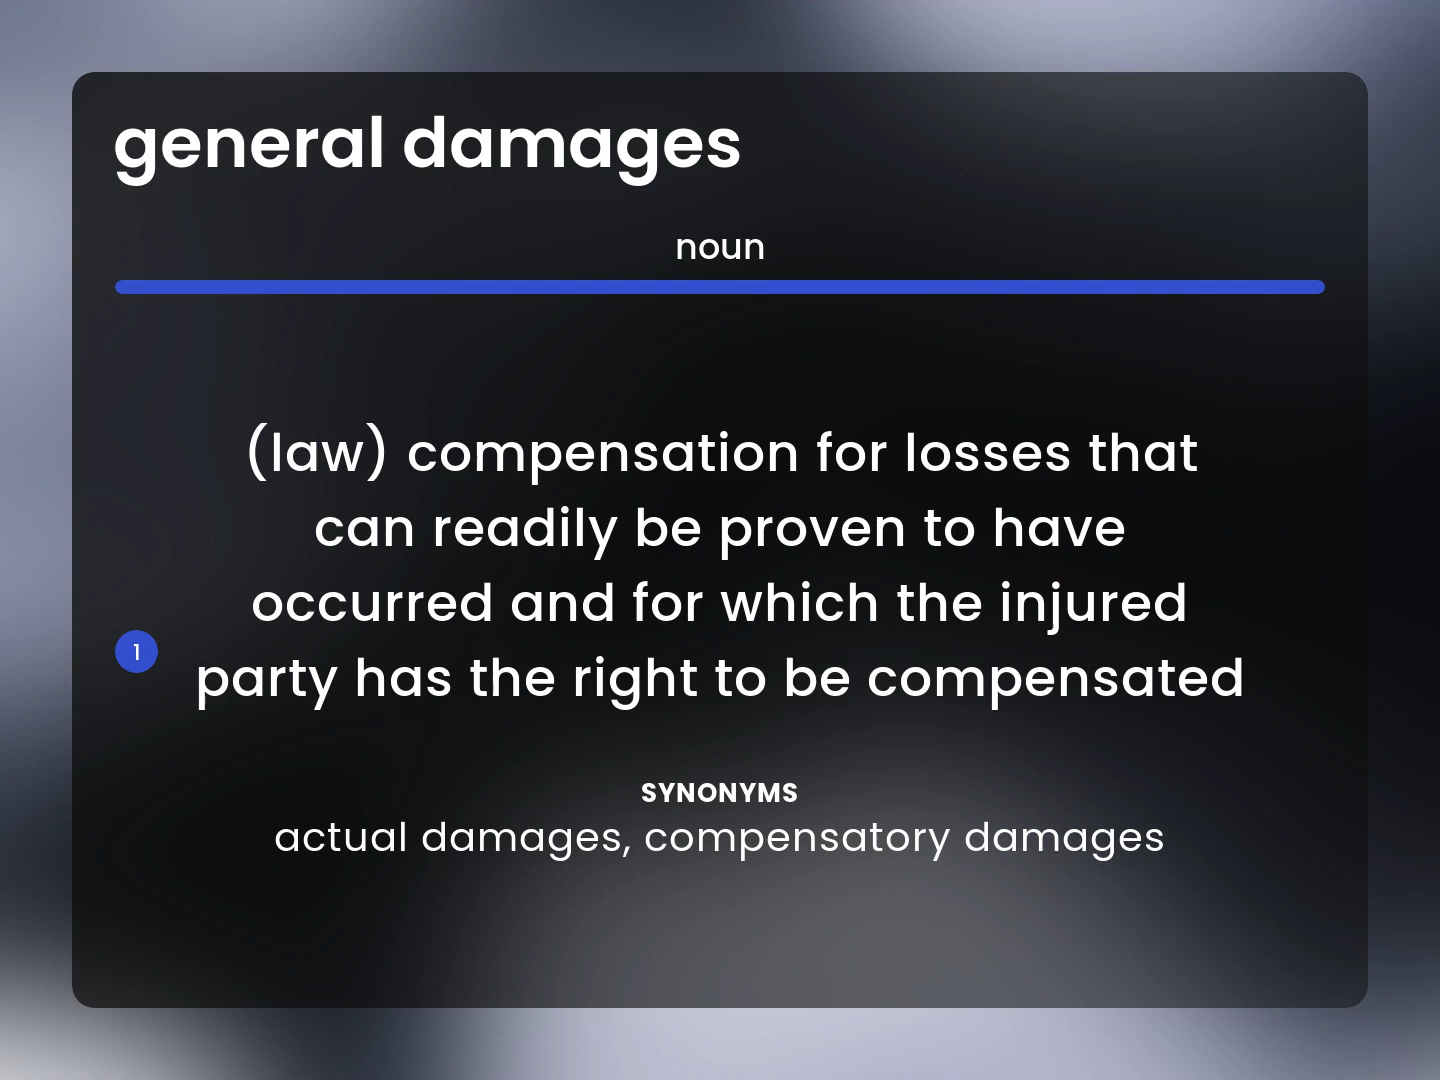 general damages
noun
(law) compensation for losses that
can readily be proven to have
occurred and for which the injured
1
party has the right to be compensated
SYNONYMS
actual damages, compensatory damages